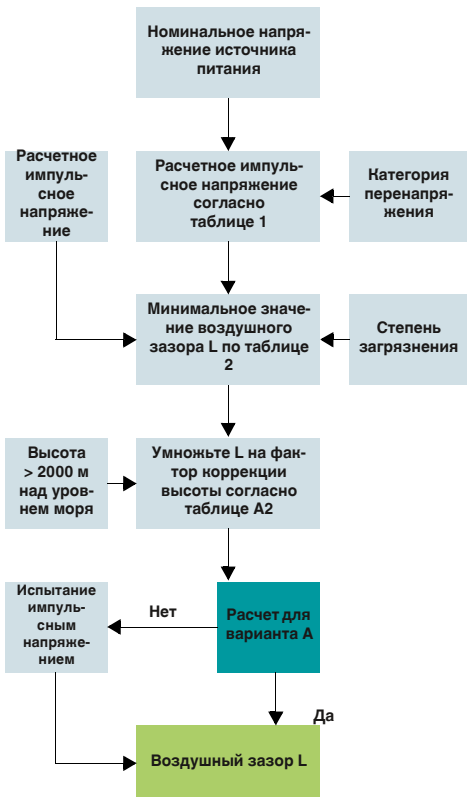 Номинальное напря-
жение источника
питания
Расчетное
импуль-
сное
напряже-
ние
Расчетное импуль-
сное напряжение
согласно
таблице 1
Категория
перенапря-
жения
Минимальное значе-
ние воздушного
зазора L по таблице
2
Степень
загрязнения
Высота
> 2000 м
над уров-
нем моря
Умножьте L на фак-
тор коррекции
высоты согласно
таблице A2
Испытание
импуль-
сным
напряже-
нием
Нет
Расчет для
варианта A
Да
Воздушный зазор L